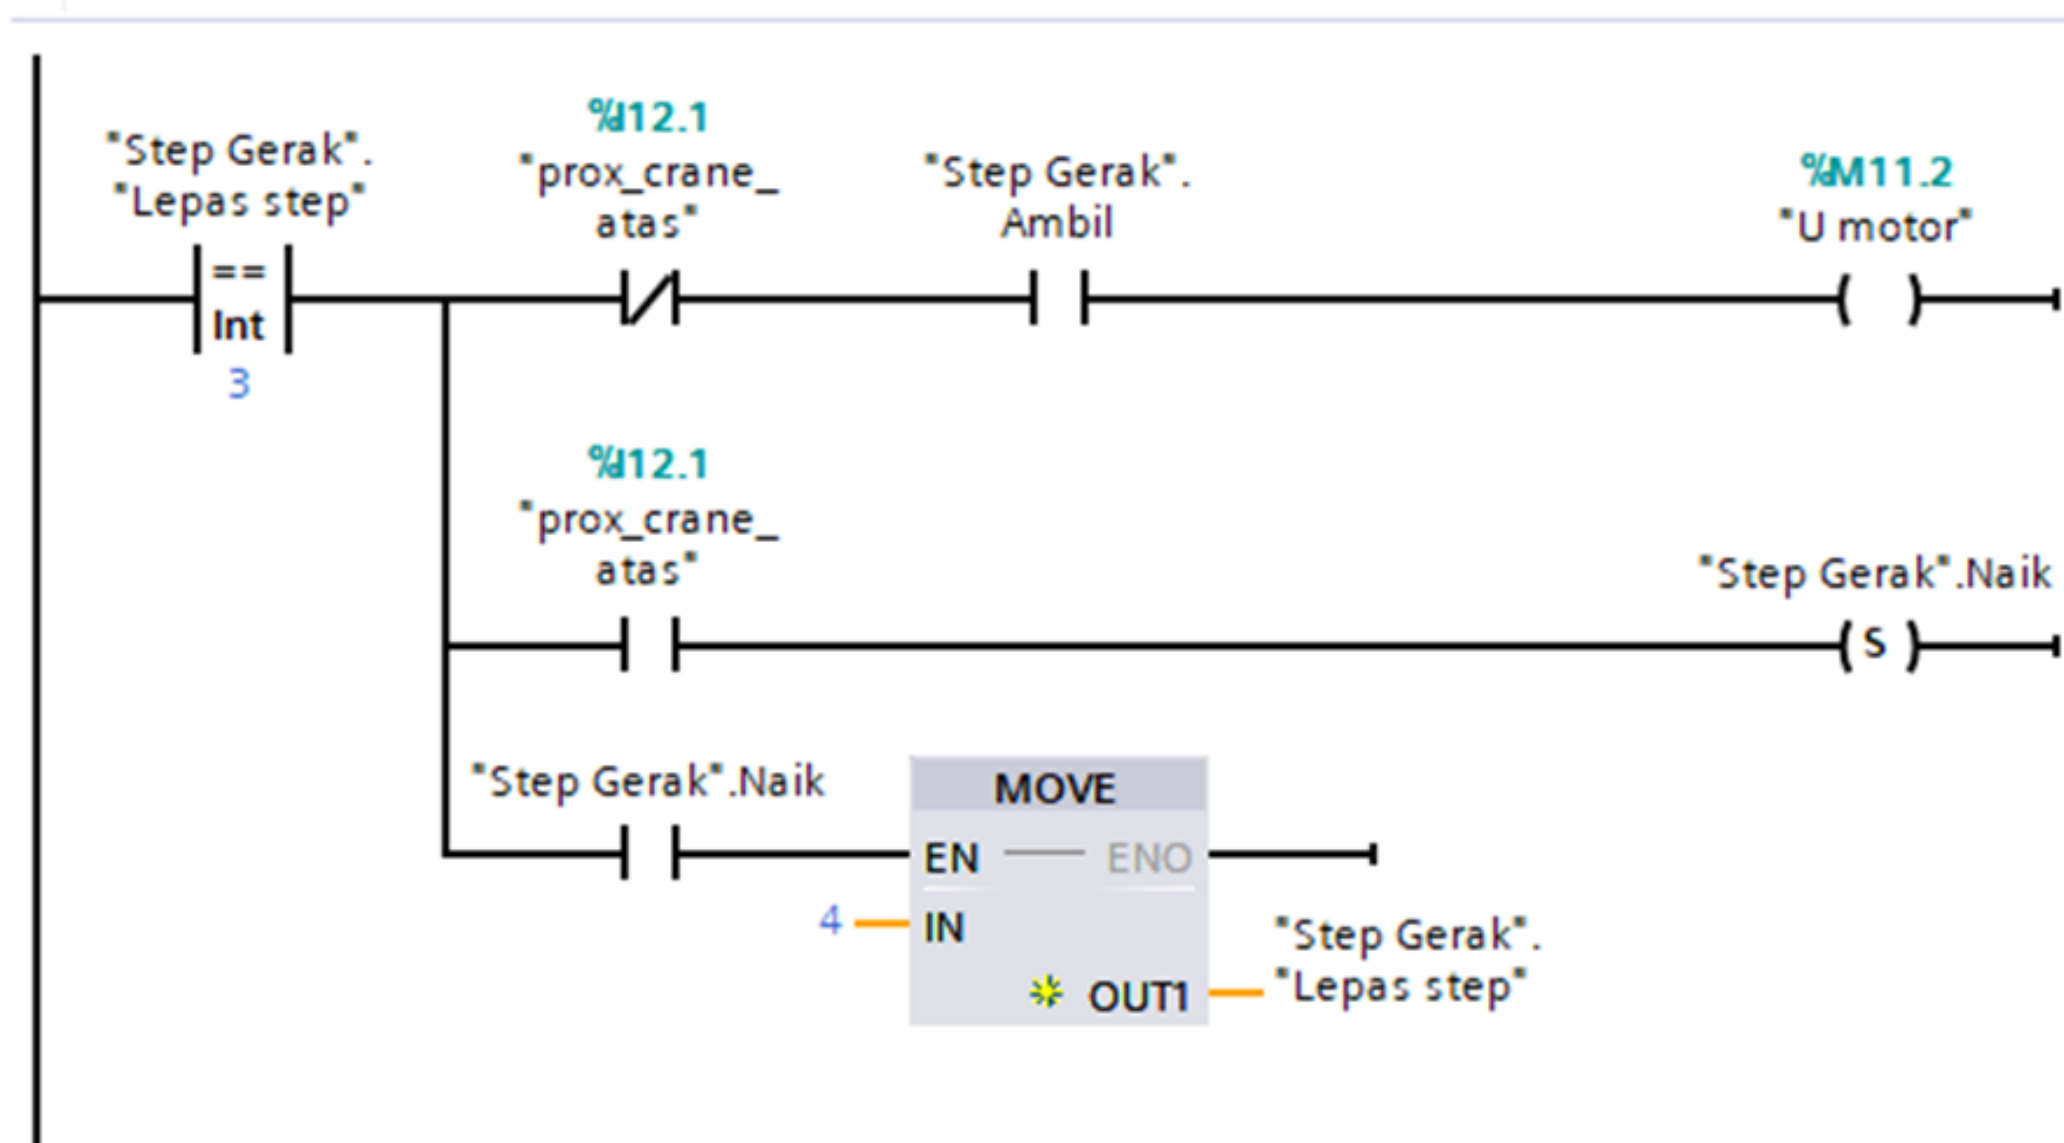 %I12.1
"Step Gerak".
"Lepas step"
"prox_crane_
atas"
"Step Gerak".
Ambil
%M11.2
"U motor"
==
Int
3
( )
%I12.1
"prox_crane_
atas"
"Step Gerak".Naik
( S )
"Step Gerak".Naik
MOVE
EN ENO
4 IN
OUT1
"Step Gerak".
"Lepas step"